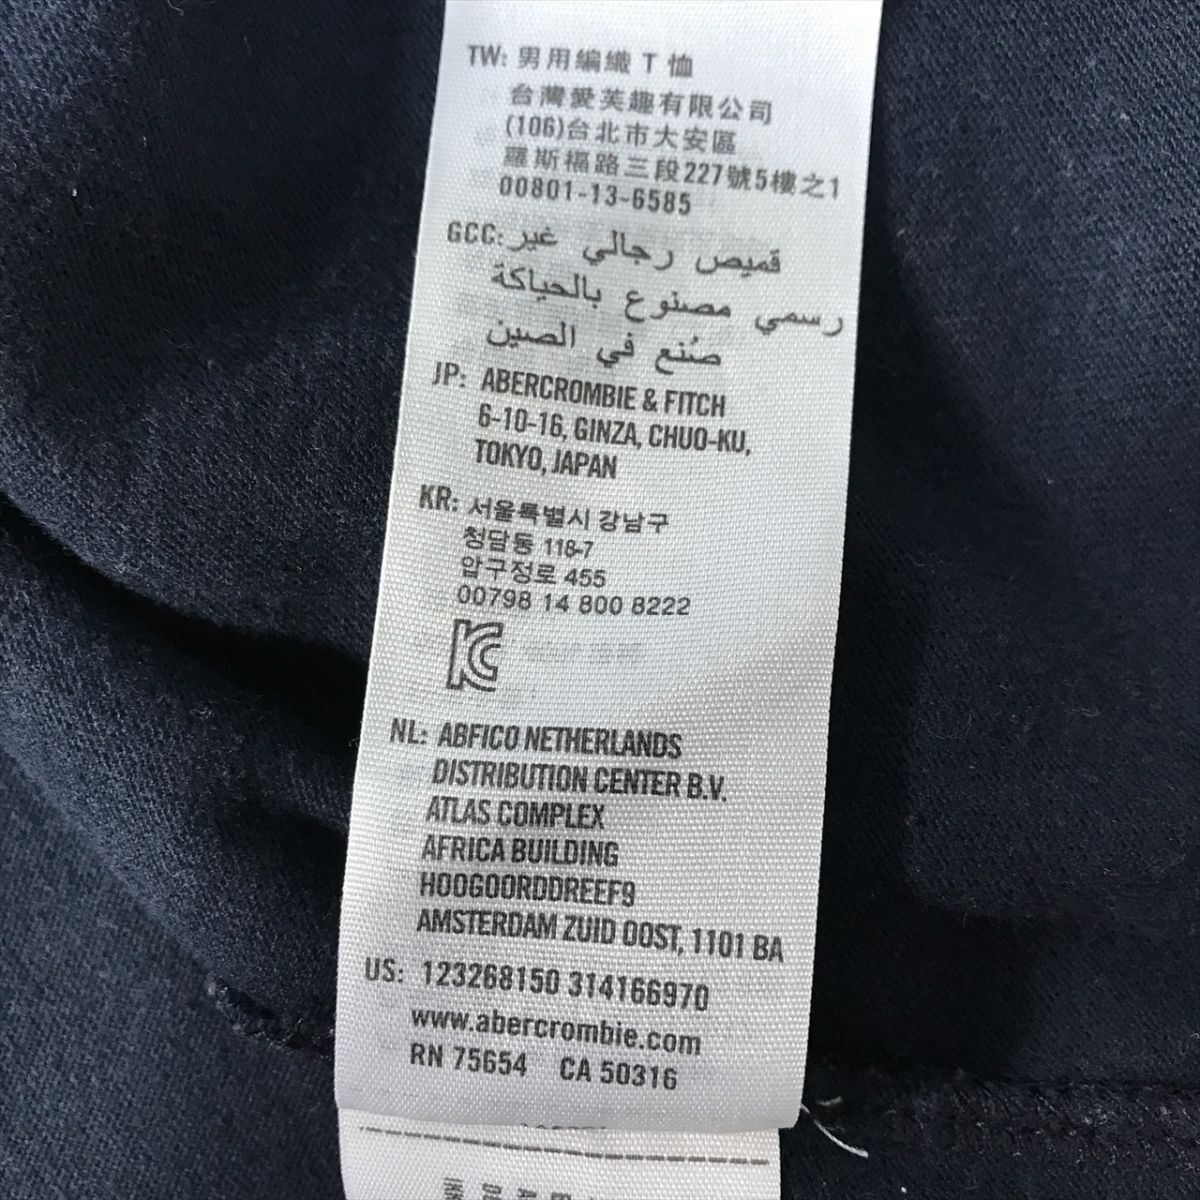 TW: 男用編織 T 恤
台灣愛芙趣有限公司
(106)台北市大安區
羅斯福路三段227號5樓之1
00801-13-6585
GCC: قميص رجالي غير
رسمي مصنوع بالحياكة
صُنع في الصين
JP: ABERCROMBIE & FITCH
6-10-16, GINZA, CHUO-KU,
TOKYO, JAPAN
KR: 서울특별시 강남구
청담동 118-7
압구정로 455
00798 14 800 8222
KC
NL: ABFICO NETHERLANDS
DISTRIBUTION CENTER B.V.
ATLAS COMPLEX
AFRICA BUILDING
HOOGOORDDREEF9
AMSTERDAM ZUID OOST, 1101 BA
US: 123268150 314166970
www.abercrombie.com
RN 75654 CA 50316